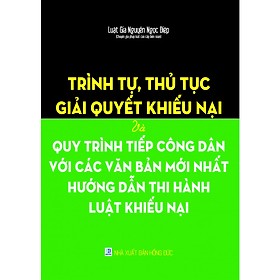 Luật Gia Nguyễn Ngọc Điệp
TRÌNH TỰ, THỦ TỤC
GIẢI QUYẾT KHIẾU NẠI
Và
QUY TRÌNH TIẾP CÔNG DÂN
VỚI CÁC VĂN BẢN MỚI NHẤT
HƯỚNG DẪN THI HÀNH
LUẬT KHIẾU NẠI
NHÀ XUẤT BẢN HỒNG ĐỨC